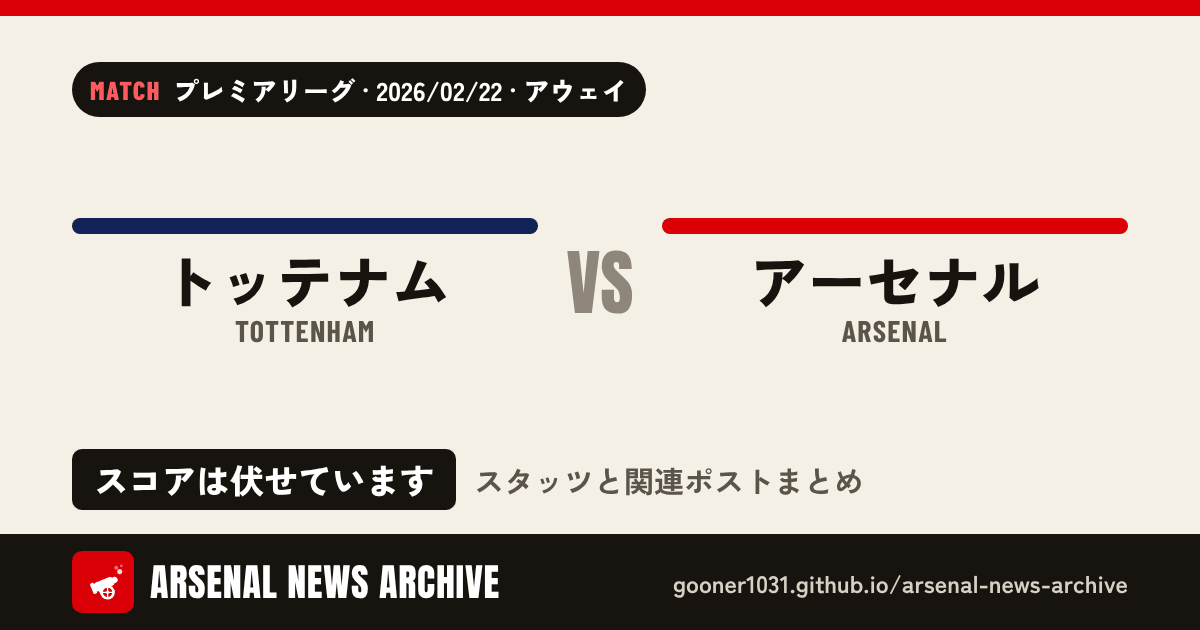 MATCH プレミアリーグ · 2026/02/22 · アウェイ
トッテナム
TOTTENHAM
VS
アーセナル
ARSENAL
スコアは伏せています スタッツと関連ポストまとめ
ARSENAL NEWS ARCHIVE
gooner1031.github.io/arsenal-news-archive